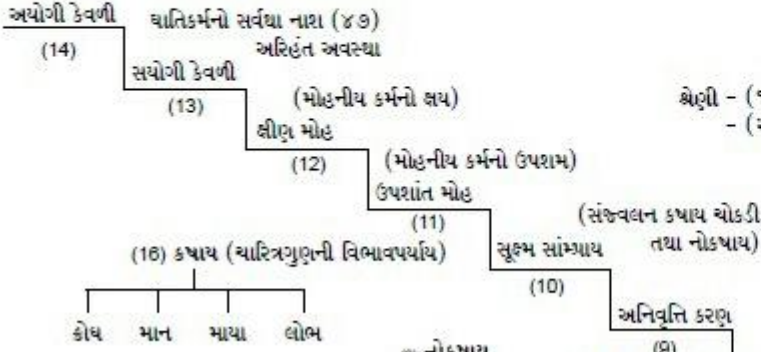 અયોગી કેવળી
(14)
ઘાતિકર્મનો સર્વથા નાશ (૪૭)
અરિહંત અવસ્થા
સયોગી કેવળી
(13)
(મોહનીય કર્મનો ક્ષય)
ક્ષીણ મોહ
(12)
શ્રેણી - (
- (
(મોહનીય કર્મનો ઉપશમ)
ઉપશાંત મોહ
(11)
(સંજ્વલન કષાય ચોકડી
તથા નોકષાય)
સૂક્ષ્મ સાંમ્પ્રાય
(10)
(16) કષાય (ચારિત્રગુણની વિભાવપર્યાય)
ક્રોધ માન માયા લોભ
અનિવૃત્તિ કરણ
(9)
નોકષાય